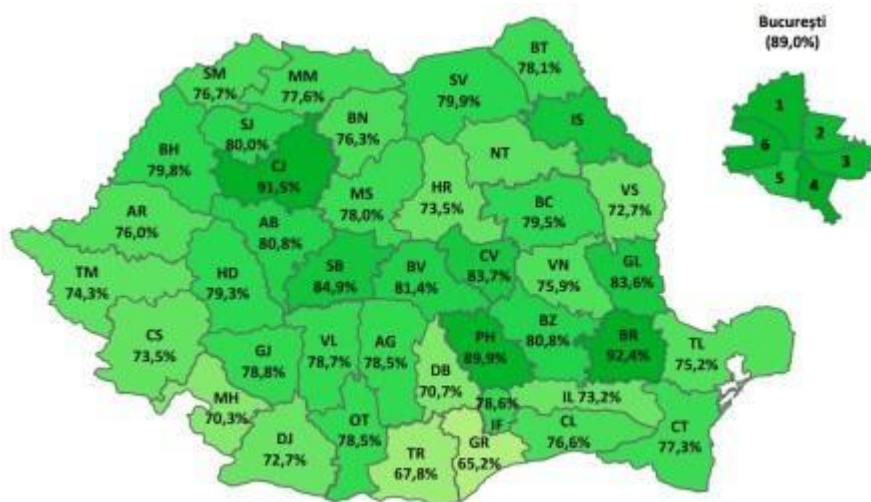 București
(89,0%)
1
2
3
4
5
6
BT
78,1%
SM
76,7%
MM
77,6%
SV
79,9%
SJ
80,0%
BN
76,3%
IS
BH
79,8%
CJ
91,5%
NT
MS
78,0%
HR
73,5%
BC
79,5%
VS
72,7%
AR
76,0%
AB
80,8%
TM
74,3%
HD
79,3%
SB
84,9%
BV
81,4%
CV
83,7%
VN
75,9%
GL
83,6%
CS
73,5%
GJ
78,8%
VL
78,7%
AG
78,5%
PH
89,9%
BZ
80,8%
BR
92,4%
TL
75,2%
DB
70,7%
MH
70,3%
78,6%
IF
IL 73,2%
DJ
72,7%
OT
78,5%
TR
67,8%
GR
65,2%
CL
76,6%
CT
77,3%